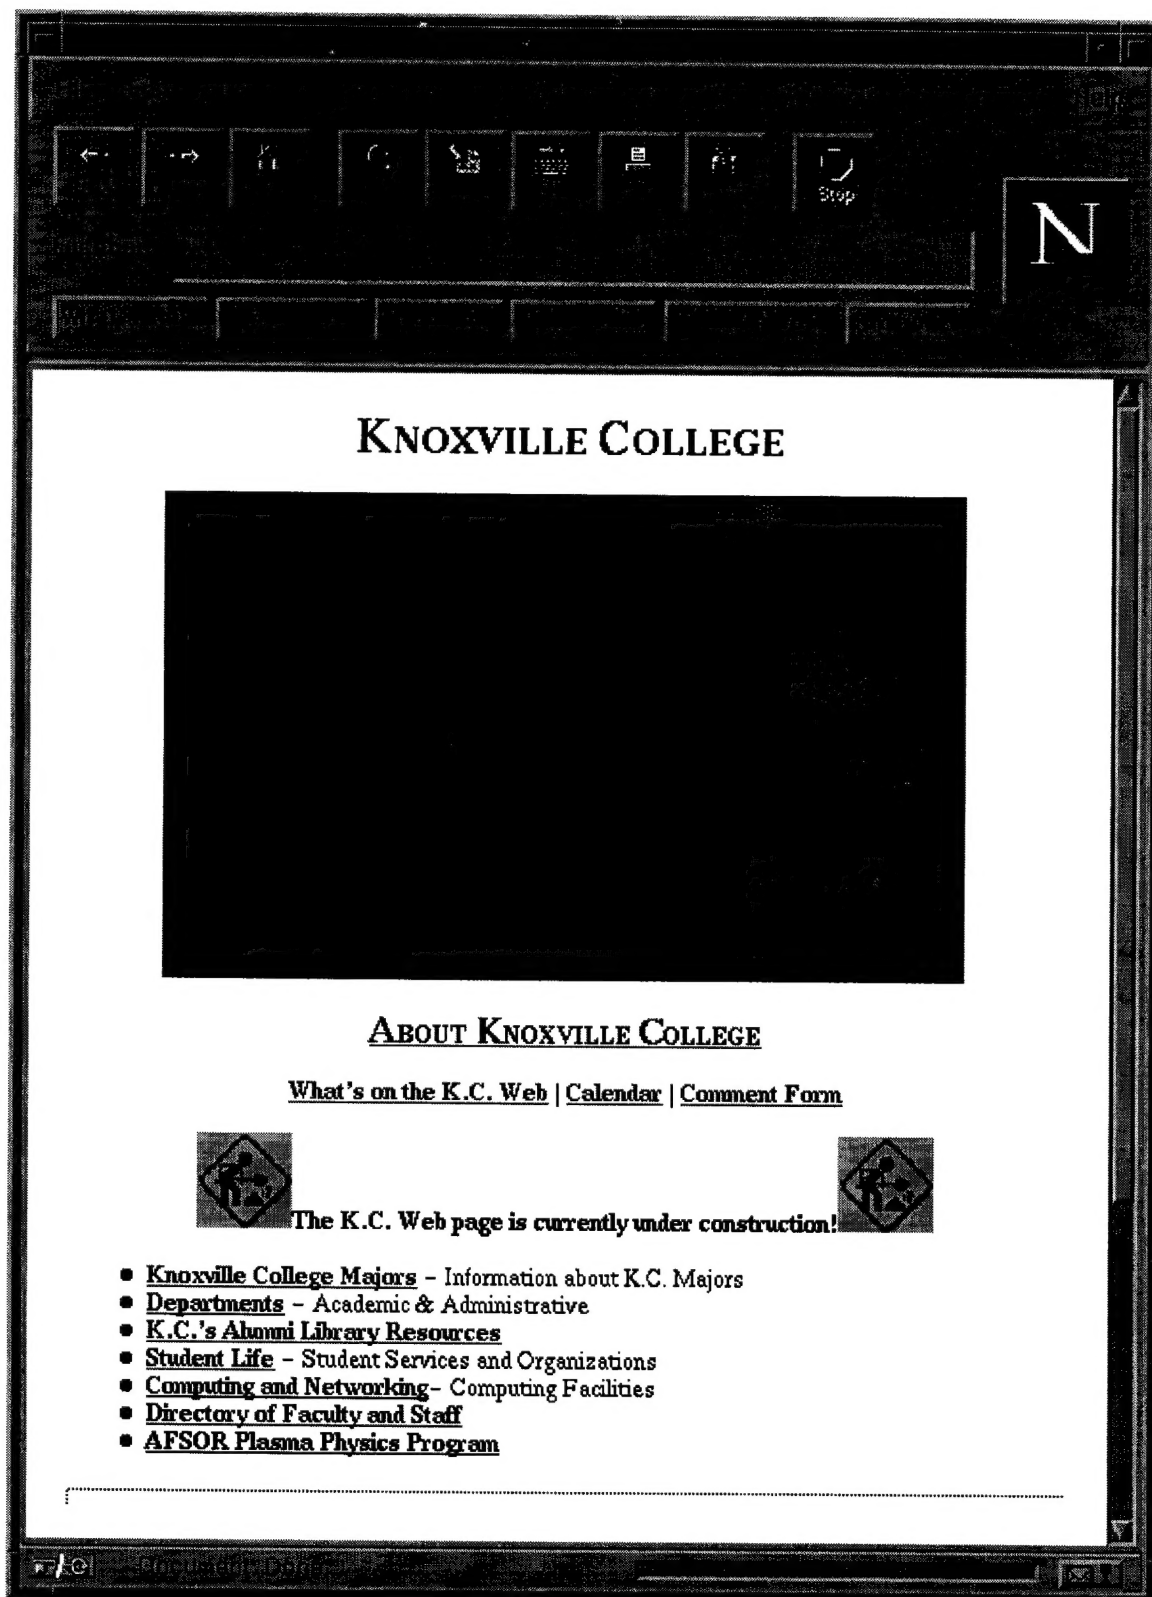 Stop
N
KNOXVILLE COLLEGE
ABOUT KNOXVILLE COLLEGE
What's on the K.C. Web | Calendar | Comment Form
The K.C. Web page is currently under construction!
Knoxville College Majors – Information about K.C. Majors
Departments – Academic & Administrative
K.C.'s Alumni Library Resources
Student Life – Student Services and Organizations
Computing and Networking– Computing Facilities
Directory of Faculty and Staff
AFSOR Plasma Physics Program
Document: Done